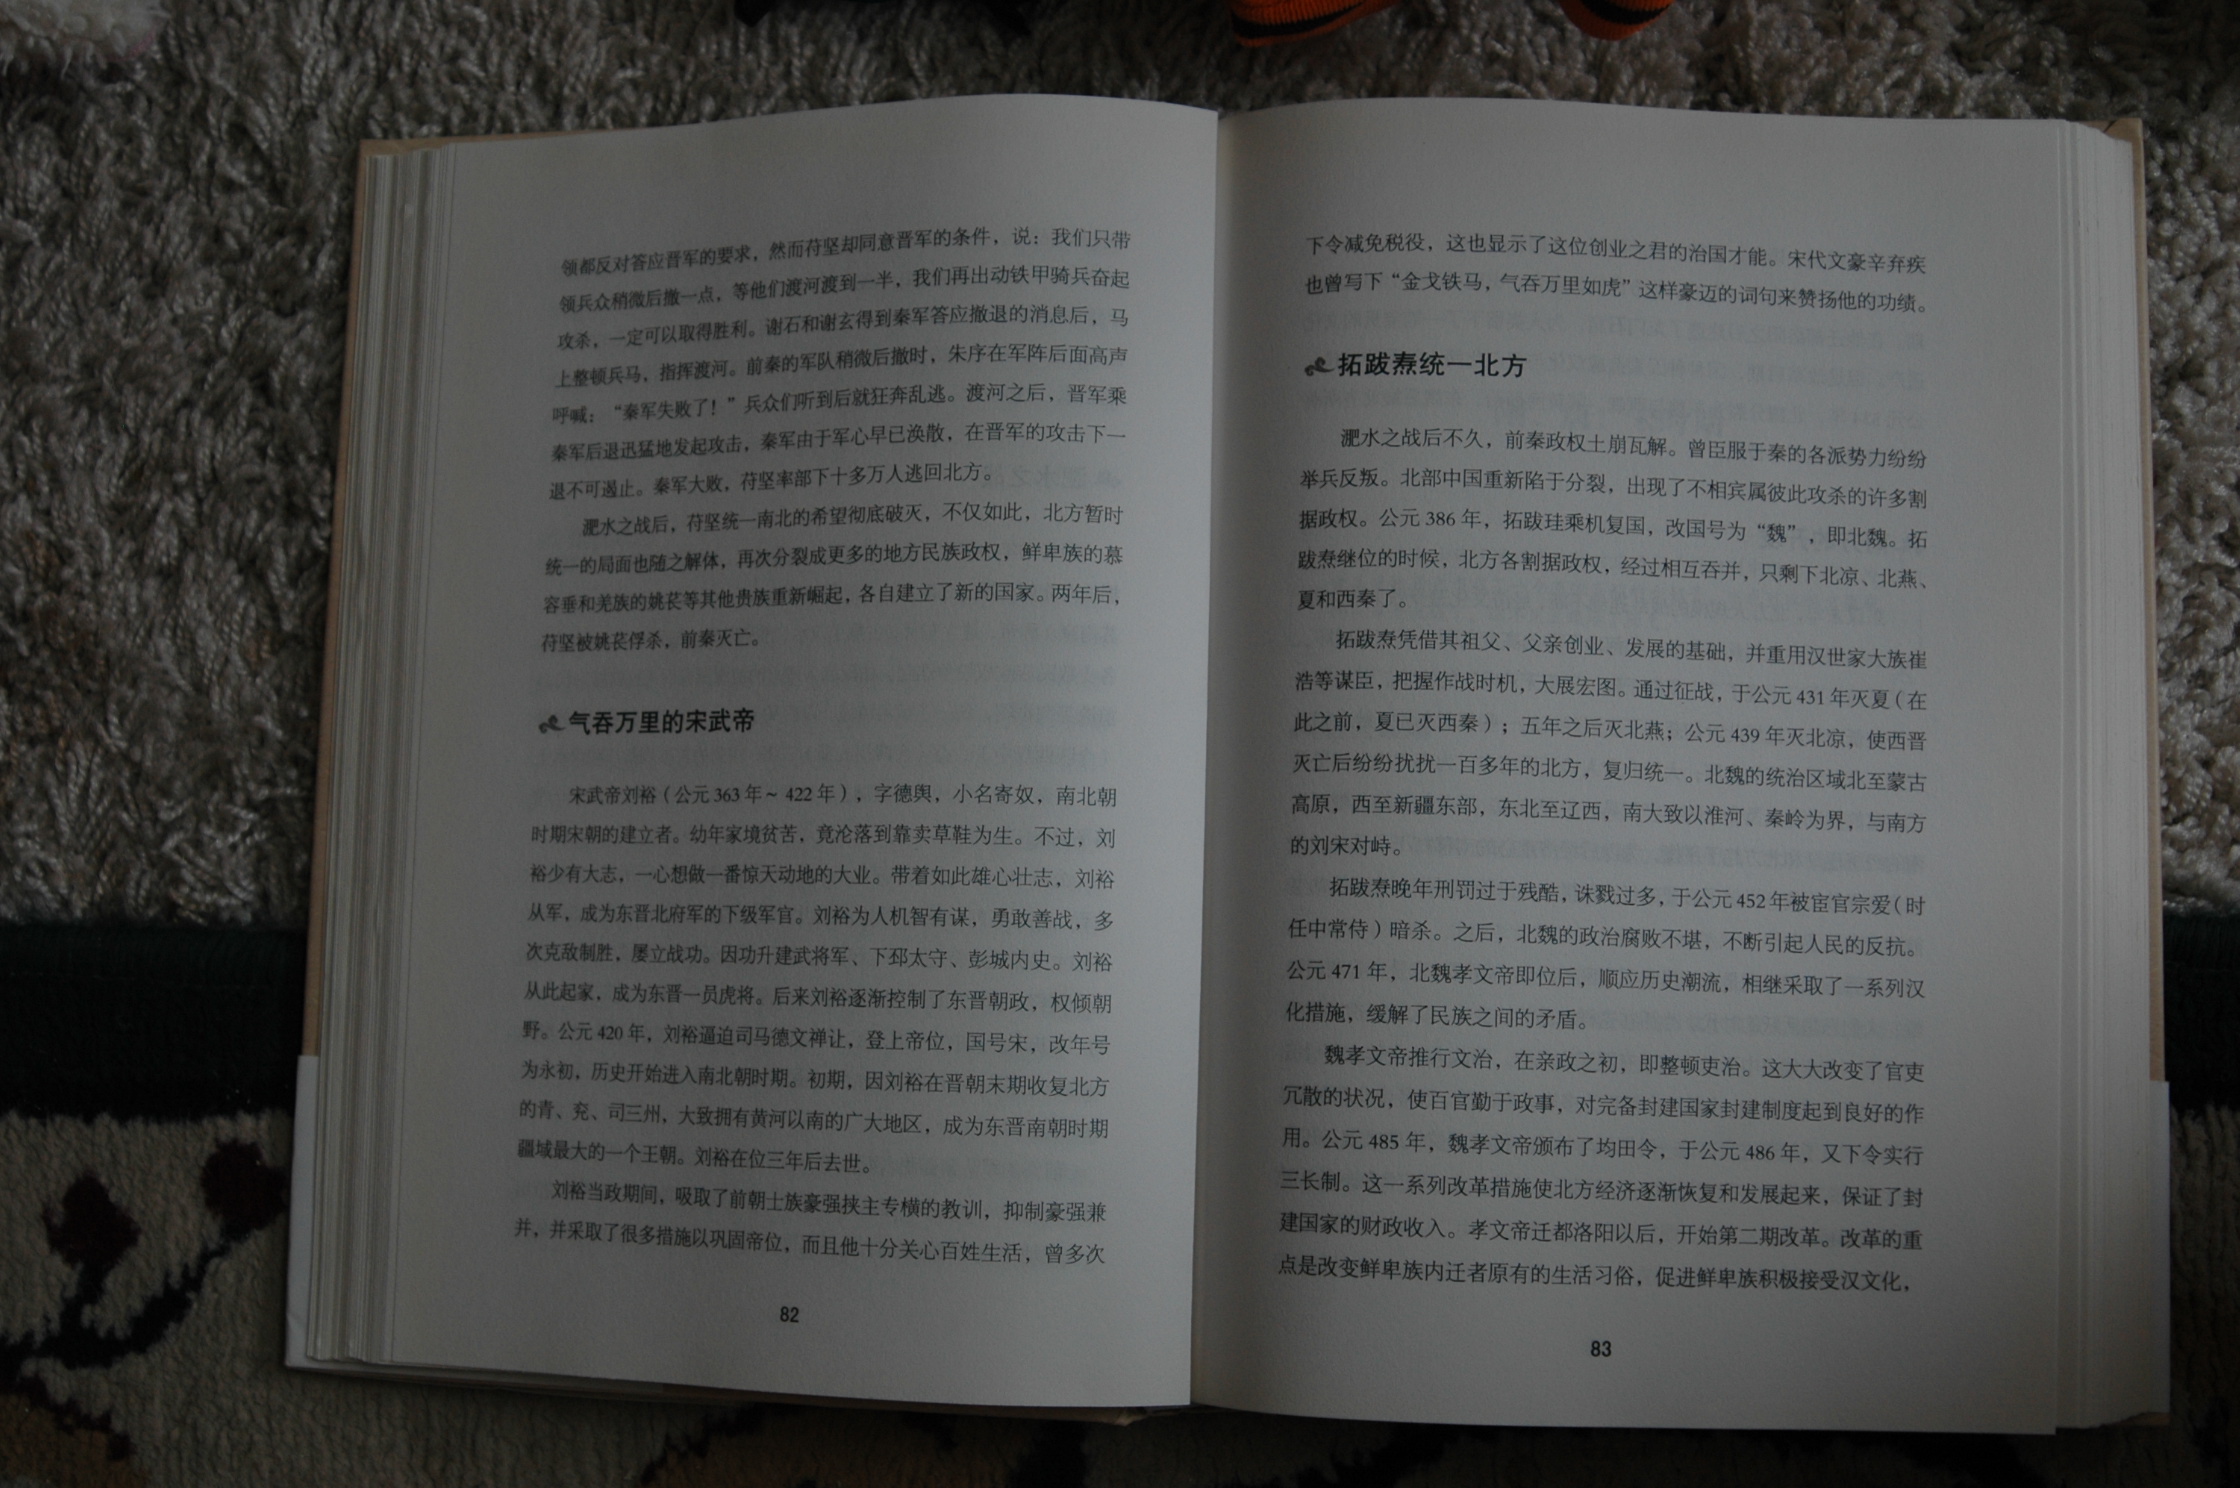 领都反对答应晋军的要求，然而苻坚却同意晋军的条件，说：我们只带
领兵众稍微后撤一点，等他们渡河渡到一半，我们再出动铁甲骑兵奋起
攻杀，一定可以取得胜利。谢石和谢玄得到秦军答应撤退的消息后，马
上整顿兵马，指挥渡河。前秦的军队稍微后撤时，朱序在军阵后面高声
呼喊：“秦军失败了！”兵众们听到后就狂奔乱逃。渡河之后，晋军乘
秦军后退迅猛地发起攻击，秦军由于军心早已涣散，在晋军的攻击下一
退不可遏止。秦军大败，苻坚率部下十多万人逃回北方。
淝水之战后，苻坚统一南北的希望彻底破灭，不仅如此，北方暂时
统一的局面也随之解体，再次分裂成更多的地方民族政权，鲜卑族的慕
容垂和羌族的姚苌等其他贵族重新崛起，各自建立了新的国家。两年后，
苻坚被姚苌俘杀，前秦灭亡。
气吞万里的宋武帝
宋武帝刘裕（公元363年～422年），字德舆，小名寄奴，南北朝
时期宋朝的建立者。幼年家境贫苦，竟沦落到靠卖草鞋为生。不过，刘
裕少有大志，一心想做一番惊天动地的大业。带着如此雄心壮志，刘裕
从军，成为东晋北府军的下级军官。刘裕为人机智有谋，勇敢善战，多
次克敌制胜，屡立战功。因功升建武将军、下邳太守、彭城内史。刘裕
从此起家，成为东晋一员虎将。后来刘裕逐渐控制了东晋朝政，权倾朝
野。公元420年，刘裕逼迫司马德文禅让，登上帝位，国号宋，改年号
为永初，历史开始进入南北朝时期。初期，因刘裕在晋朝末期收复北方
的青、兖、司三州，大致拥有黄河以南的广大地区，成为东晋南朝时期
疆域最大的一个王朝。刘裕在位三年后去世。
刘裕当政期间，吸取了前朝士族豪强挟主专横的教训，抑制豪强兼
并，并采取了很多措施以巩固帝位，而且他十分关心百姓生活，曾多次
82
下令减免税役，这也显示了这位创业之君的治国才能。宋代文豪辛弃疾
也曾写下“金戈铁马，气吞万里如虎”这样豪迈的词句来赞扬他的功绩。
拓跋焘统一北方
淝水之战后不久，前秦政权土崩瓦解。曾臣服于秦的各派势力纷纷
举兵反叛。北部中国重新陷于分裂，出现了不相宾属彼此攻杀的许多割
据政权。公元386年，拓跋珪乘机复国，改国号为“魏”，即北魏。拓
跋焘继位的时候，北方各割据政权，经过相互吞并，只剩下北凉、北燕、
夏和西秦了。
拓跋焘凭借其祖父、父亲创业、发展的基础，并重用汉世家大族崔
浩等谋臣，把握作战时机，大展宏图。通过征战，于公元431年灭夏（在
此之前，夏已灭西秦）；五年之后灭北燕；公元439年灭北凉，使西晋
灭亡后纷纷扰扰一百多年的北方，复归统一。北魏的统治区域北至蒙古
高原，西至新疆东部，东北至辽西，南大致以淮河、秦岭为界，与南方
的刘宋对峙。
拓跋焘晚年刑罚过于残酷，诛戮过多，于公元452年被宦官宗爱（时
任中常侍）暗杀。之后，北魏的政治腐败不堪，不断引起人民的反抗。
公元471年，北魏孝文帝即位后，顺应历史潮流，相继采取了一系列汉
化措施，缓解了民族之间的矛盾。
魏孝文帝推行文治，在亲政之初，即整顿吏治。这大大改变了官吏
冗散的状况，使百官勤于政事，对完备封建国家封建制度起到良好的作
用。公元485年，魏孝文帝颁布了均田令，于公元486年，又下令实行
三长制。这一系列改革措施使北方经济逐渐恢复和发展起来，保证了封
建国家的财政收入。孝文帝迁都洛阳以后，开始第二期改革。改革的重
点是改变鲜卑族内迁者原有的生活习俗，促进鲜卑族积极接受汉文化，
83